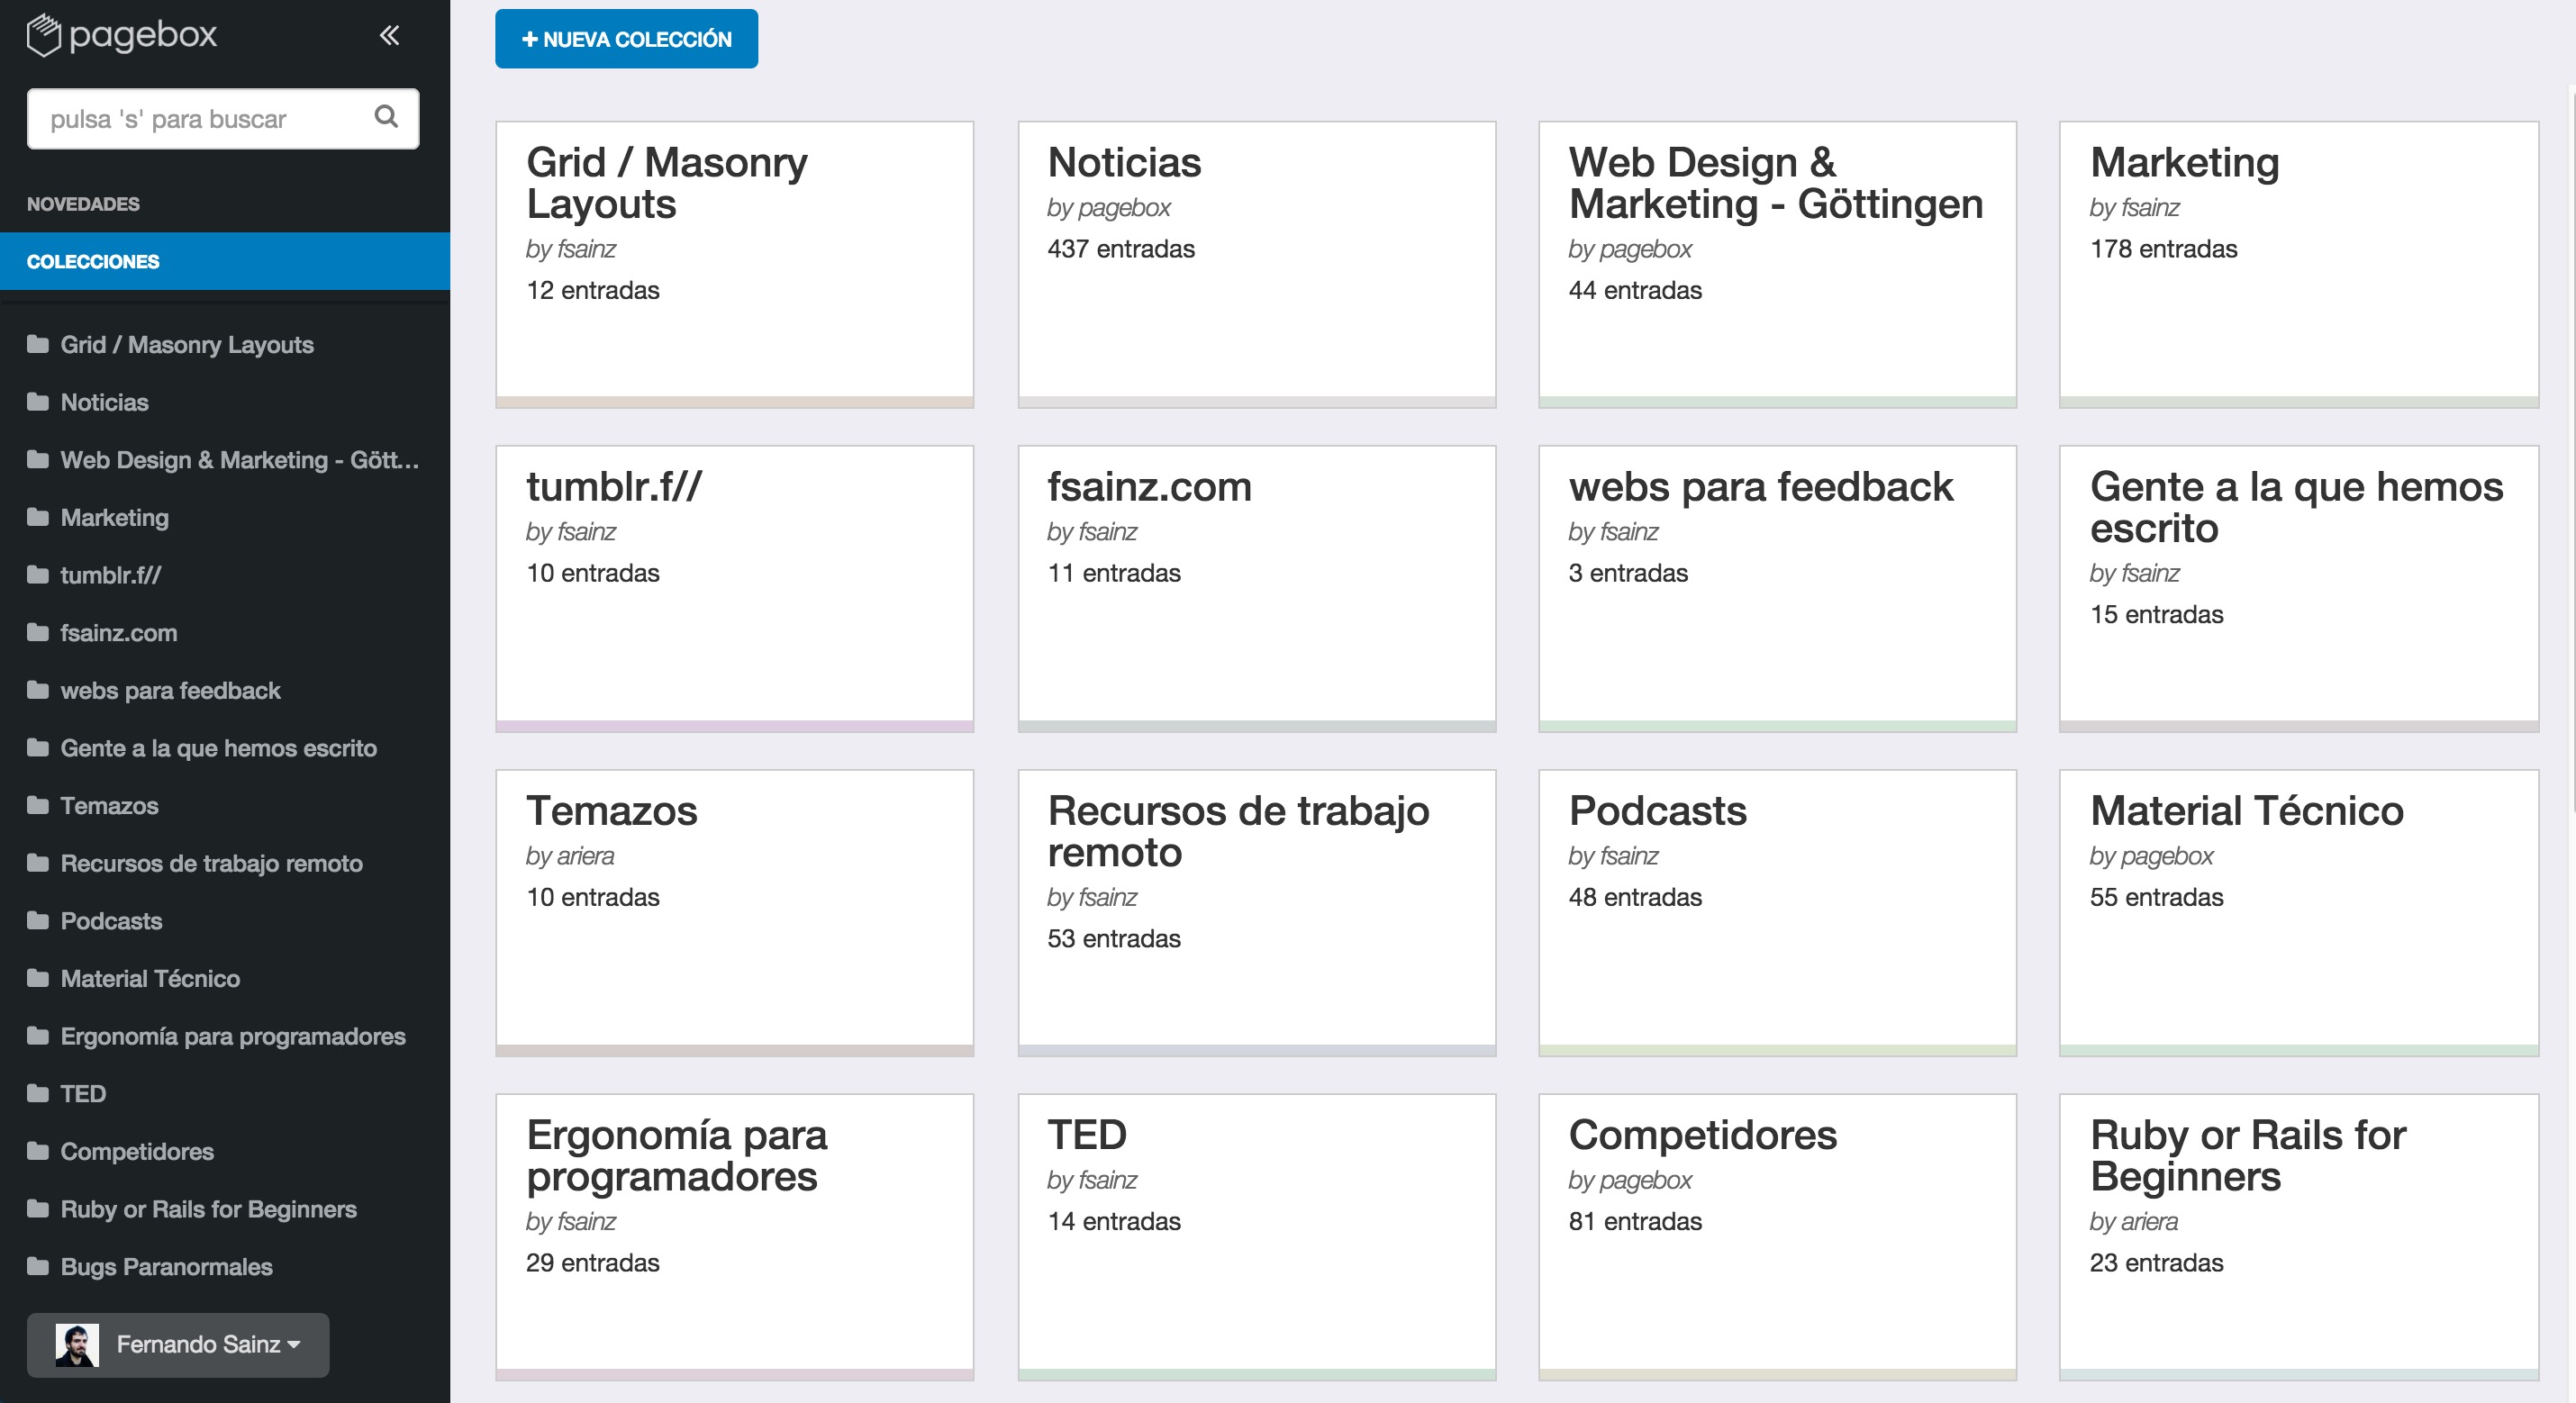 pagebox
pulsa 's' para buscar
NOVEDADES
COLECCIONES
Grid / Masonry Layouts
Noticias
Web Design & Marketing - Gött...
Marketing
tumblr.f//
fsainz.com
webs para feedback
Gente a la que hemos escrito
Temazos
Recursos de trabajo remoto
Podcasts
Material Técnico
Ergonomía para programadores
TED
Competidores
Ruby or Rails for Beginners
Bugs Paranormales
Fernando Sainz
+ NUEVA COLECCIÓN
Grid / Masonry
Layouts
by fsainz
12 entradas
Noticias
by pagebox
437 entradas
Web Design &
Marketing - Göttingen
by pagebox
44 entradas
Marketing
by fsainz
178 entradas
tumblr.f//
by fsainz
10 entradas
fsainz.com
by fsainz
11 entradas
webs para feedback
by fsainz
3 entradas
Gente a la que hemos
escrito
by fsainz
15 entradas
Temazos
by ariera
10 entradas
Recursos de trabajo
remoto
by fsainz
53 entradas
Podcasts
by fsainz
48 entradas
Material Técnico
by pagebox
55 entradas
Ergonomía para
programadores
by fsainz
29 entradas
TED
by fsainz
14 entradas
Competidores
by pagebox
81 entradas
Ruby or Rails for
Beginners
by ariera
23 entradas